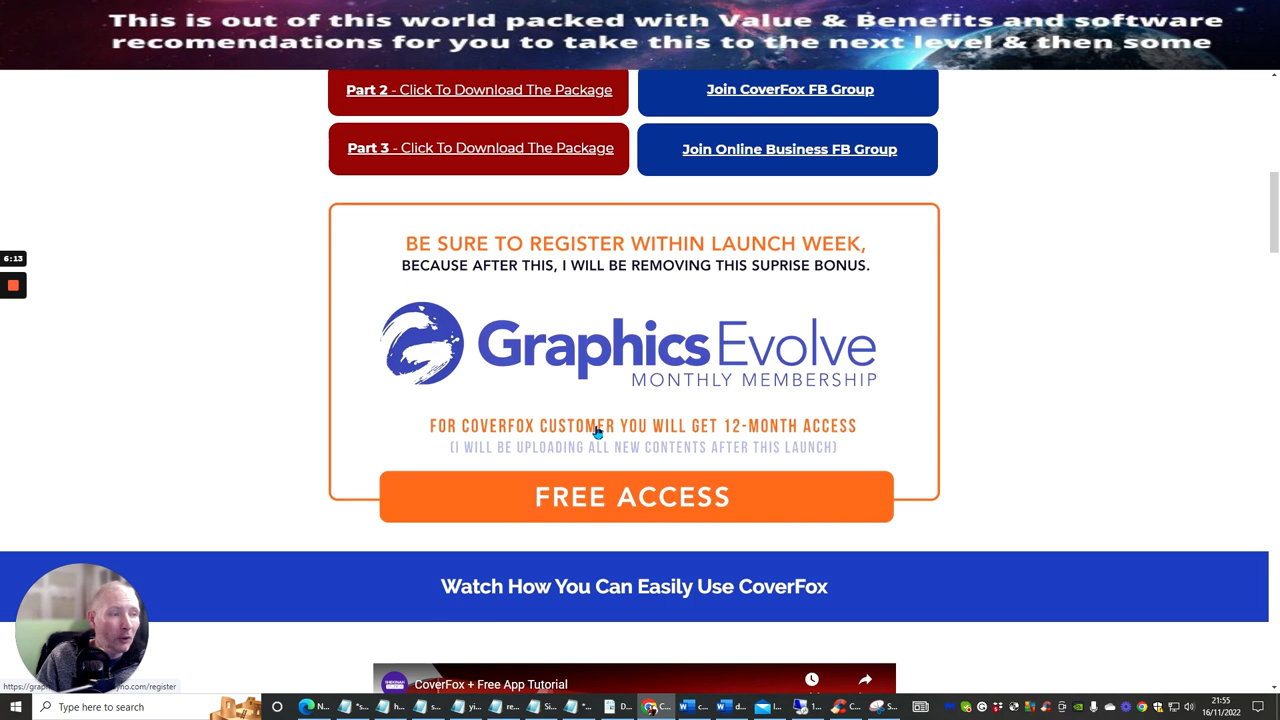 This is out of this world packed with Value & Benefits and software
recomendations for you to take this to the next level & then some
Part 2 - Click To Download The Package
Join CoverFox FB Group
Part 3 - Click To Download The Package
Join Online Business FB Group
6:13
BE SURE TO REGISTER WITHIN LAUNCH WEEK,
BECAUSE AFTER THIS, I WILL BE REMOVING THIS SUPRISE BONUS.
Graphics Evolve
MONTHLY MEMBERSHIP
FOR COVERFOX CUSTOMER YOU WILL GET 12-MONTH ACCESS
(I WILL BE UPLOADING ALL NEW CONTENTS AFTER THIS LAUNCH)
FREE ACCESS
Watch How You Can Easily Use CoverFox
CoverFox + Free App Tutorial
Type here to search
21:55
16/11/2022